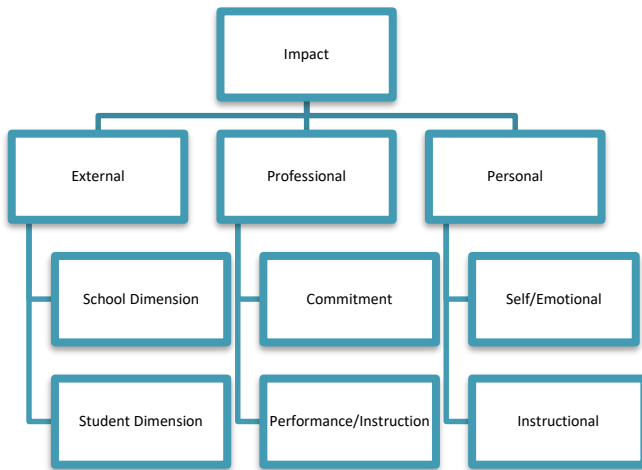 Impact
External
Professional
Personal
School Dimension
Commitment
Self/Emotional
Student Dimension
Performance/Instruction
Instructional